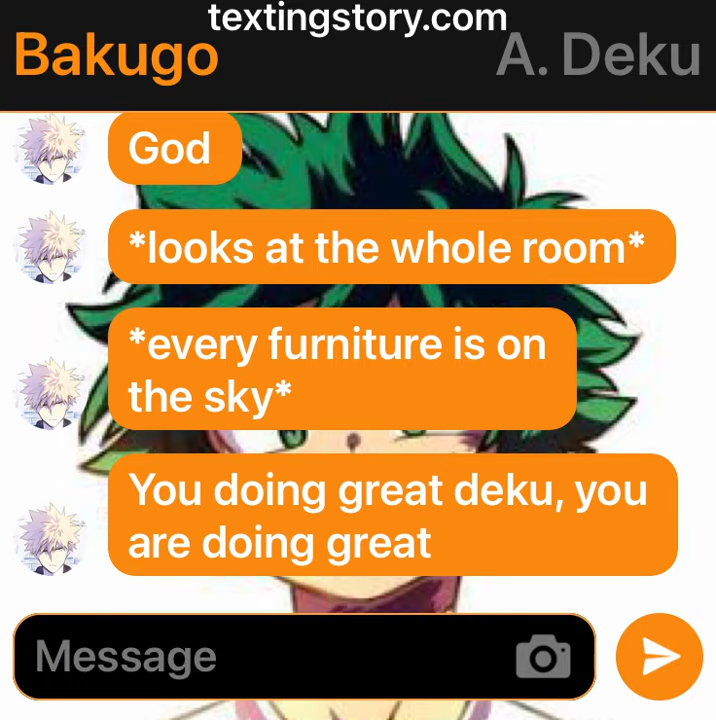 textingstory.com
Bakugo
A. Deku
God
*looks at the whole room*
*every furniture is on
the sky*
You doing great deku, you
are doing great
Message